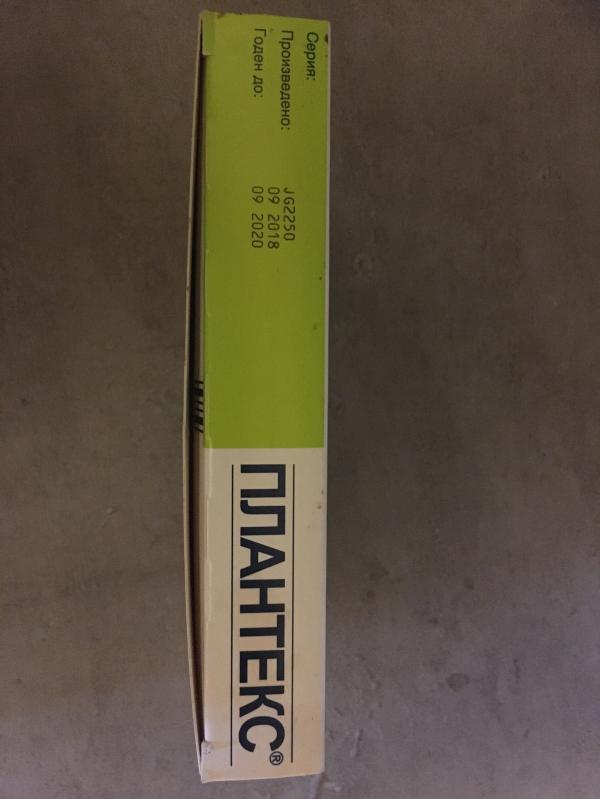 Серия:
Произведено:
Годен до:
JG2250
09 2018
09 2020
ПЛАНТЕКС®